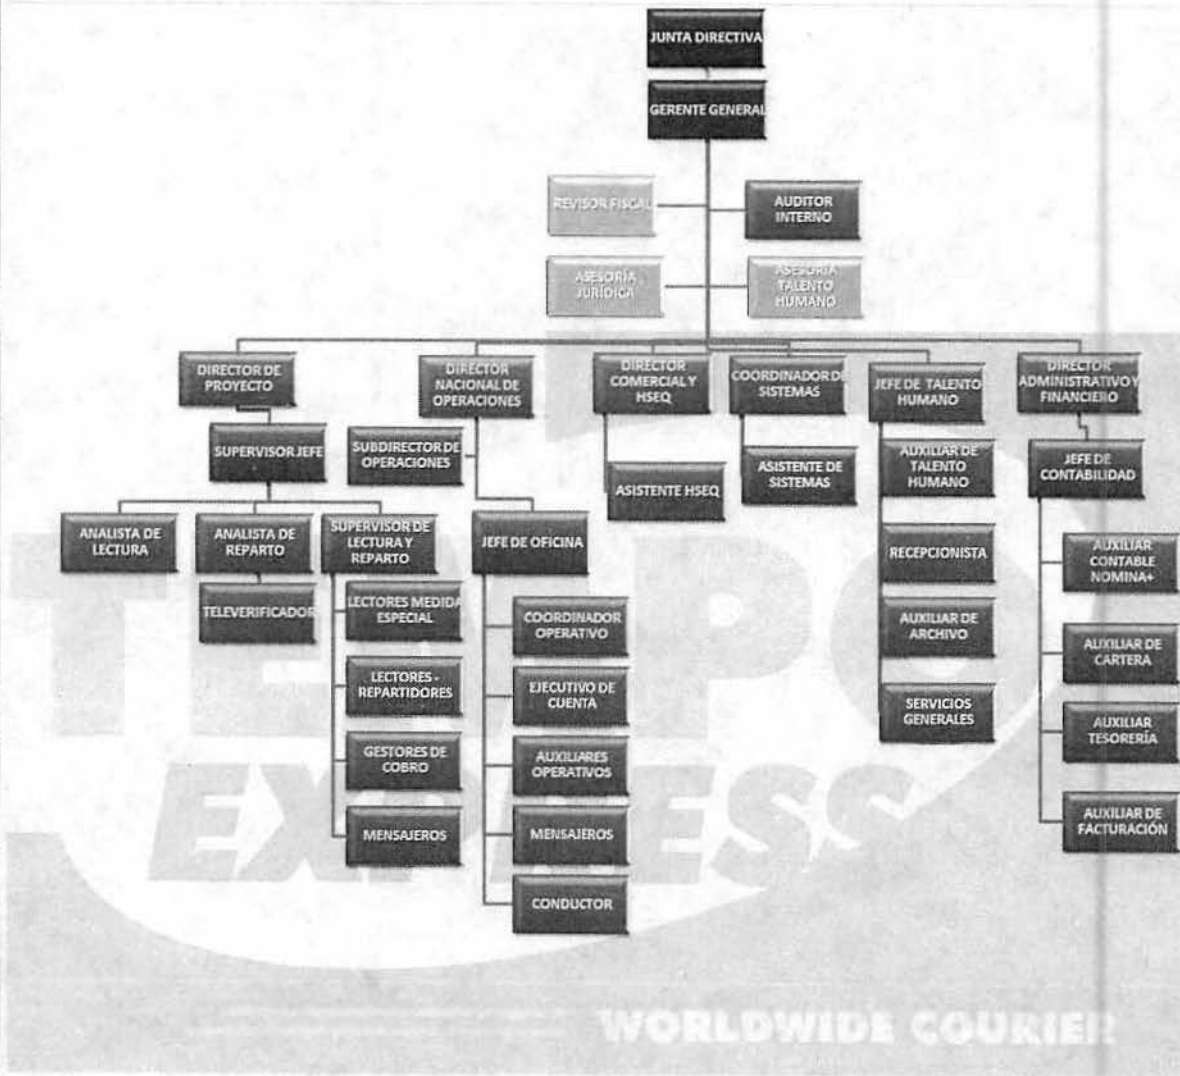 JUNTA DIRECTIVA
GERENTE GENERAL
REVISOR FISCAL
AUDITOR
INTERNO
ASESORÍA
JURÍDICA
ASESORÍA
TALENTO
HUMANO
DIRECTOR DE
PROYECTO
DIRECTOR
NACIONAL DE
OPERACIONES
DIRECTOR
COMERCIAL Y
HSEQ
COORDINADOR DE
SISTEMAS
JEFE DE TALENTO
HUMANO
DIRECTOR
ADMINISTRATIVO Y
FINANCIERO
SUPERVISOR JEFE
SUBDIRECTOR DE
OPERACIONES
ASISTENTE HSEQ
ASISTENTE DE
SISTEMAS
AUXILIAR DE
TALENTO
HUMANO
JEFE DE
CONTABILIDAD
ANALISTA DE
LECTURA
ANALISTA DE
REPARTO
SUPERVISOR DE
LECTURA Y
REPARTO
JEFE DE OFICINA
RECEPCIONISTA
AUXILIAR
CONTABLE
NOMINA+
TELEVERIFICADOR
LECTORES MEDIDA
ESPECIAL
COORDINADOR
OPERATIVO
AUXILIAR DE
ARCHIVO
AUXILIAR DE
CARTERA
LECTORES -
REPARTIDORES
EJECUTIVO DE
CUENTA
SERVICIOS
GENERALES
AUXILIAR
TESORERÍA
GESTORES DE
COBRO
AUXILIARES
OPERATIVOS
MENSAJEROS
MENSAJEROS
AUXILIAR DE
FACTURACIÓN
CONDUCTOR
TEMPO
EXPRESS
WORLDWIDE COURIER